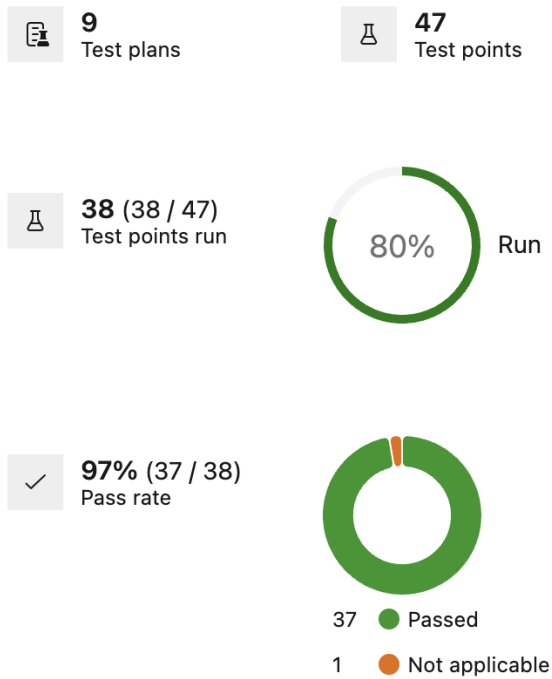 9
Test plans
47
Test points
38 (38 / 47)
Test points run
80%
Run
97% (37 / 38)
Pass rate
37 Passed
1 Not applicable